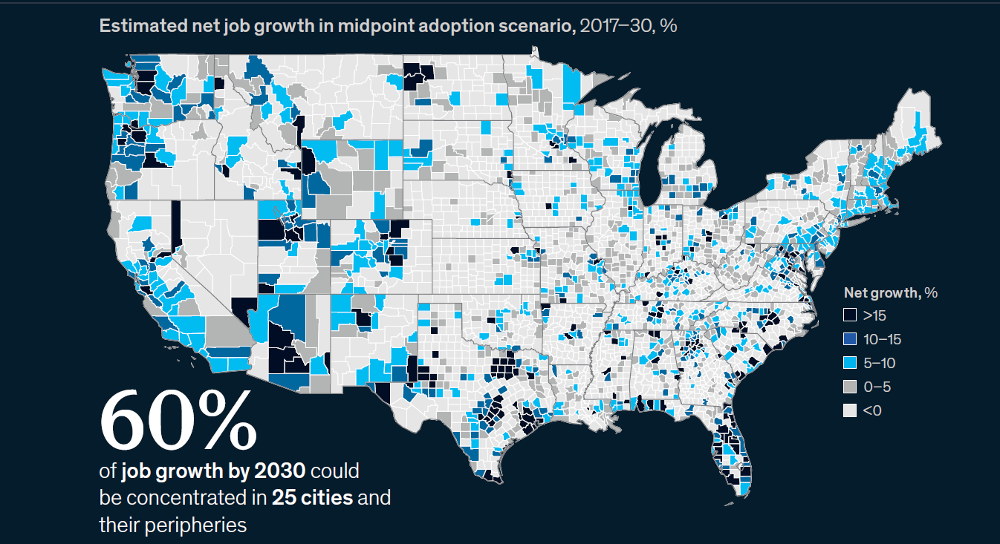 Estimated net job growth in midpoint adoption scenario, 2017–30, %
Net growth, %
>15
10–15
5–10
0–5
<0
60%
of job growth by 2030 could
be concentrated in 25 cities and
their peripheries